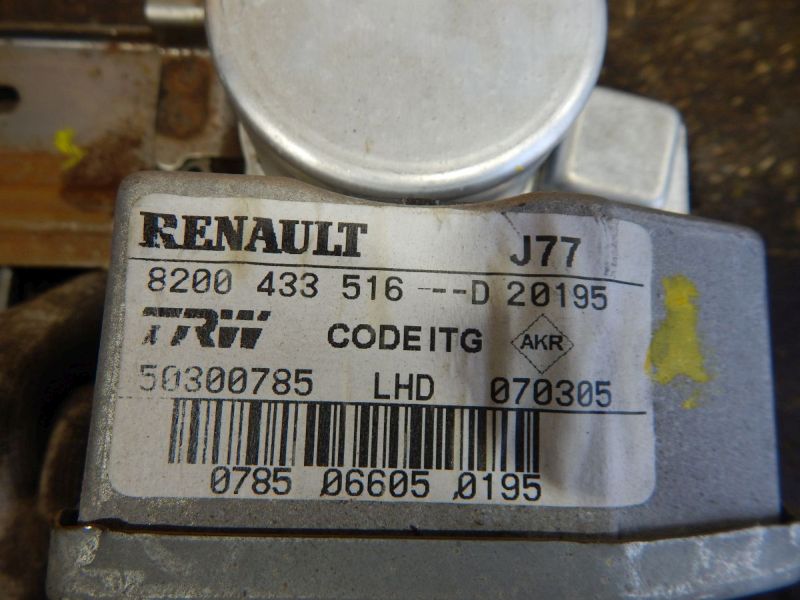 RENAULT J77
8200 433 516 ---D 20195
TRW CODE ITG AKR
50300785 LHD 070305
0785 06605 0195